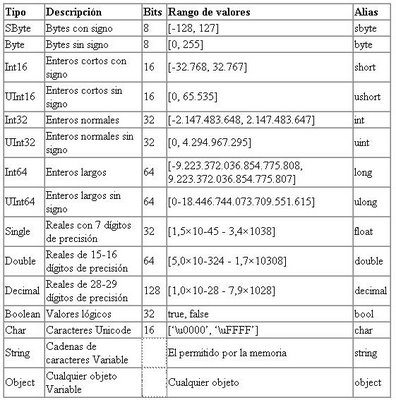 Tipo Descripción Bits Rango de valores Alias
SByte Bytes con signo 8 [-128, 127] sbyte
Byte Bytes sin signo 8 [0, 255] byte
Int16 Enteros cortos con signo 16 [-32.768, 32.767] short
UInt16 Enteros cortos sin signo 16 [0, 65.535] ushort
Int32 Enteros normales 32 [-2.147.483.648, 2.147.483.647] int
UInt32 Enteros normales sin signo 32 [0, 4.294.967.295] uint
Int64 Enteros largos 64 [-9.223.372.036.854.775.808, 9.223.372.036.854.775.807] long
UInt64 Enteros largos sin signo 64 [0-18.446.744.073.709.551.615] ulong
Single Reales con 7 dígitos de precisión 32 [1,5×10-45 - 3,4×1038] float
Double Reales de 15-16 dígitos de precisión 64 [5,0×10-324 - 1,7×10308] double
Decimal Reales de 28-29 dígitos de precisión 128 [1,0×10-28 - 7,9×1028] decimal
Boolean Valores lógicos 32 true, false bool
Char Caracteres Unicode 16 ['\u0000', '\uFFFF'] char
String Cadenas de caracteres Variable El permitido por la memoria string
Object Cualquier objeto Variable Cualquier objeto object